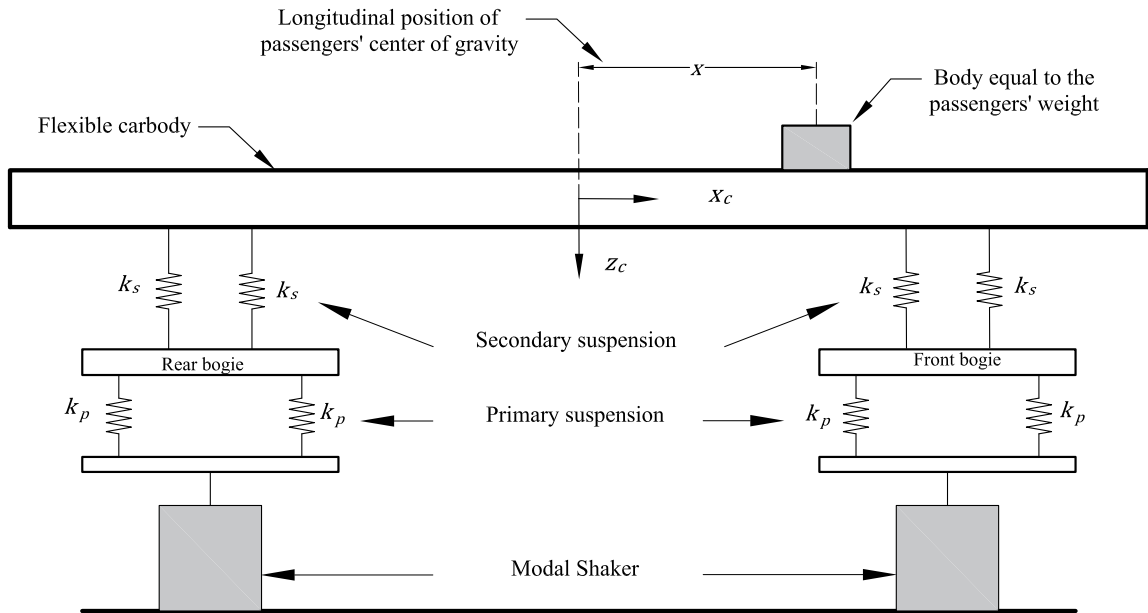 Longitudinal position of
passengers' center of gravity
x
Body equal to the
passengers' weight
Flexible carbody
x_c
z_c
k_s
k_s
k_s
k_s
Secondary suspension
Rear bogie
Front bogie
k_p
k_p
Primary suspension
k_p
k_p
Modal Shaker